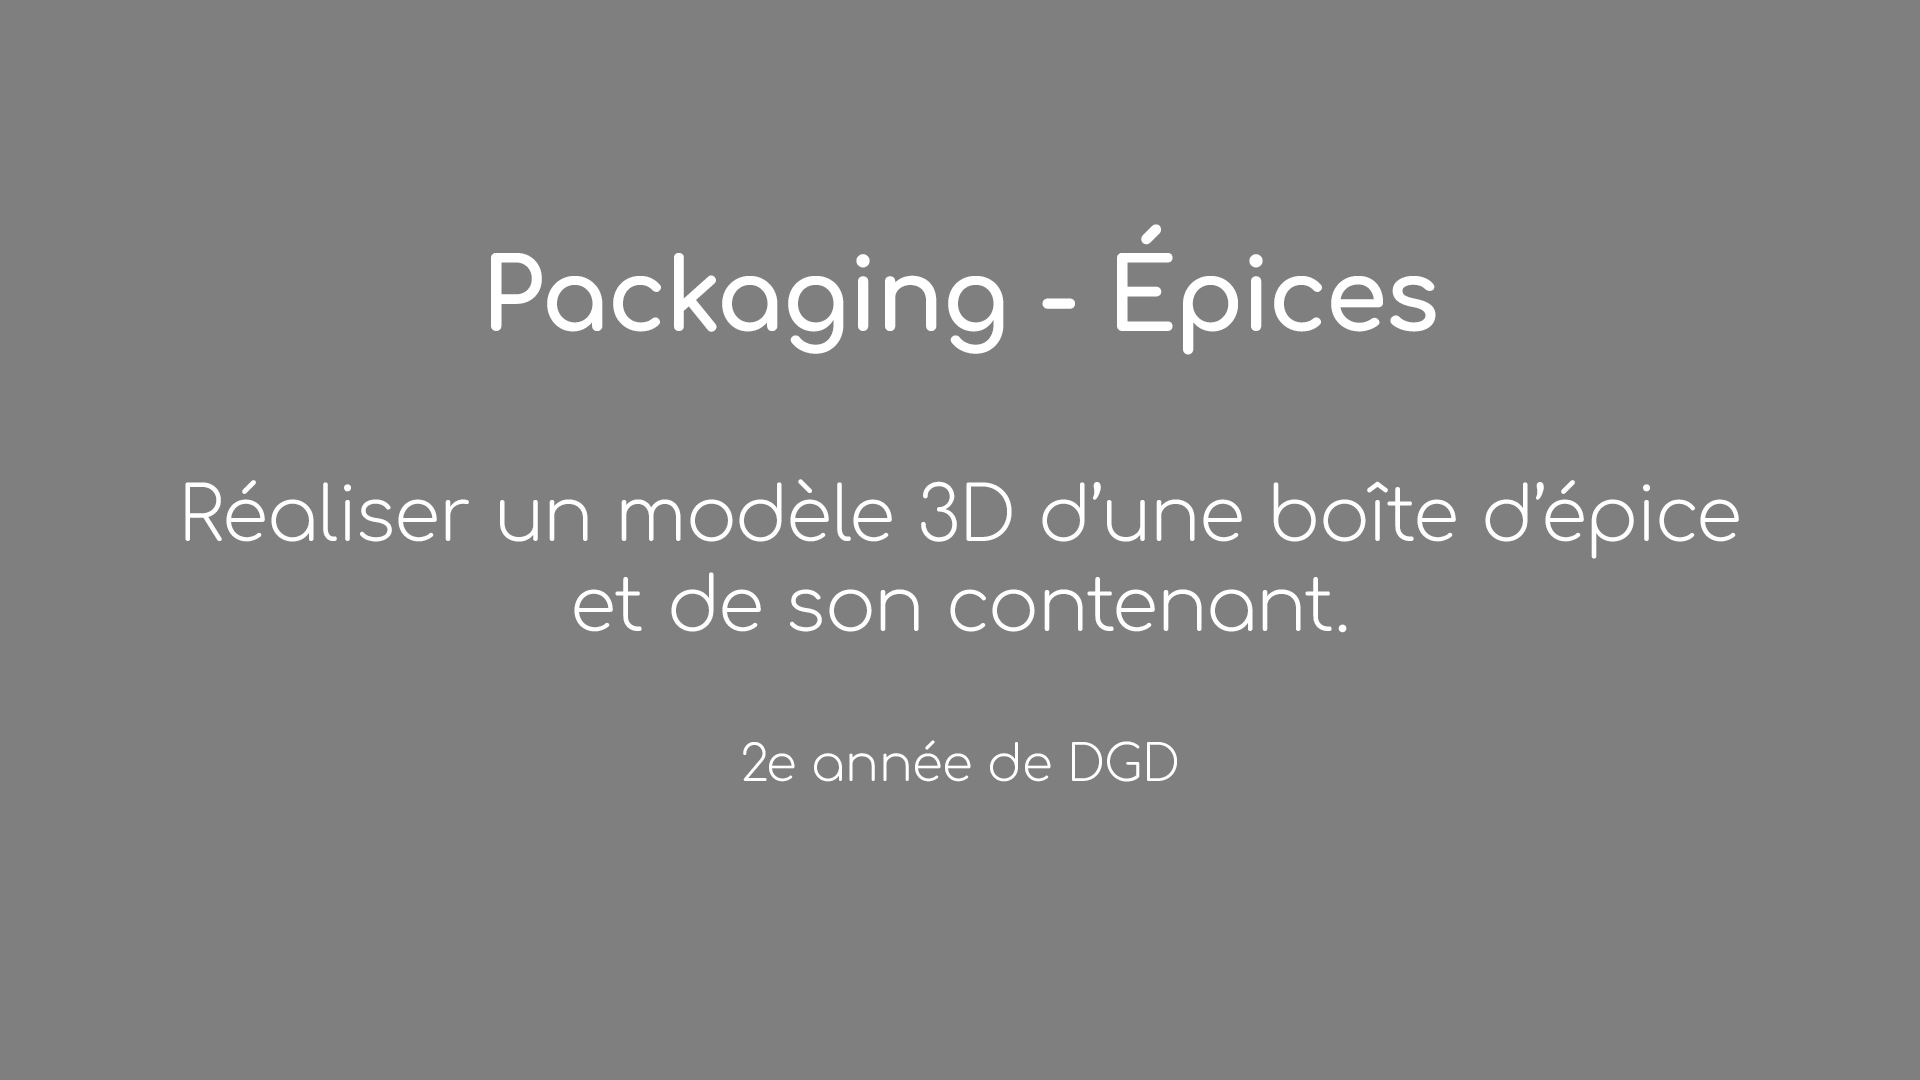 Packaging - Épices
Réaliser un modèle 3D d’une boîte d’épice
et de son contenant.
2e année de DGD